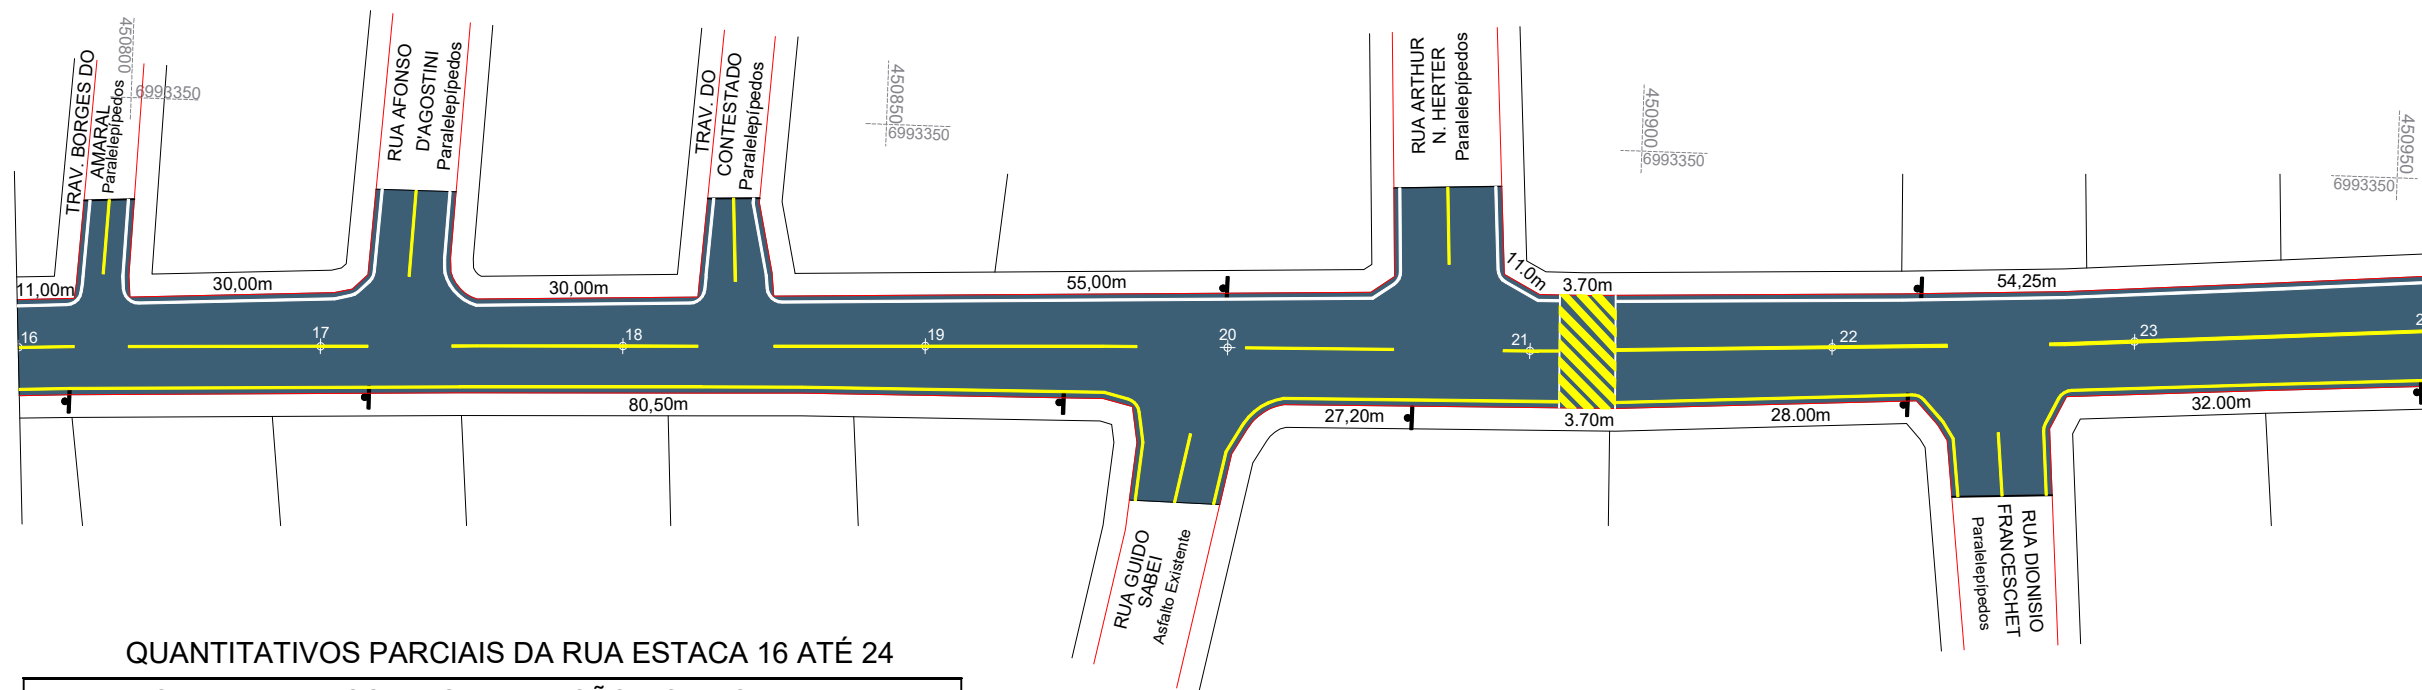 TRAV. BORGES DO
AMARAL
Paralelepípedos
450800
6993350
RUA AFONSO
D'AGOSTINI
Paralelepípedos
TRAV. DO
CONTESTADO
Paralelepípedos
450850
6993350
RUA ARTHUR
N. HERTER
Paralelepípedos
450900
6993350
450950
6993350
11,00m
30,00m
30,00m
55,00m
11.0m
3.70m
54,25m
16
17
18
19
20
21
22
23
80,50m
27,20m
3.70m
28.00m
32.00m
RUA GUIDO
SABEI
Asfalto Existente
RUA DIONISIO
FRANCESCHET
Paralelepípedos
QUANTITATIVOS PARCIAIS DA RUA ESTACA 16 ATÉ 24